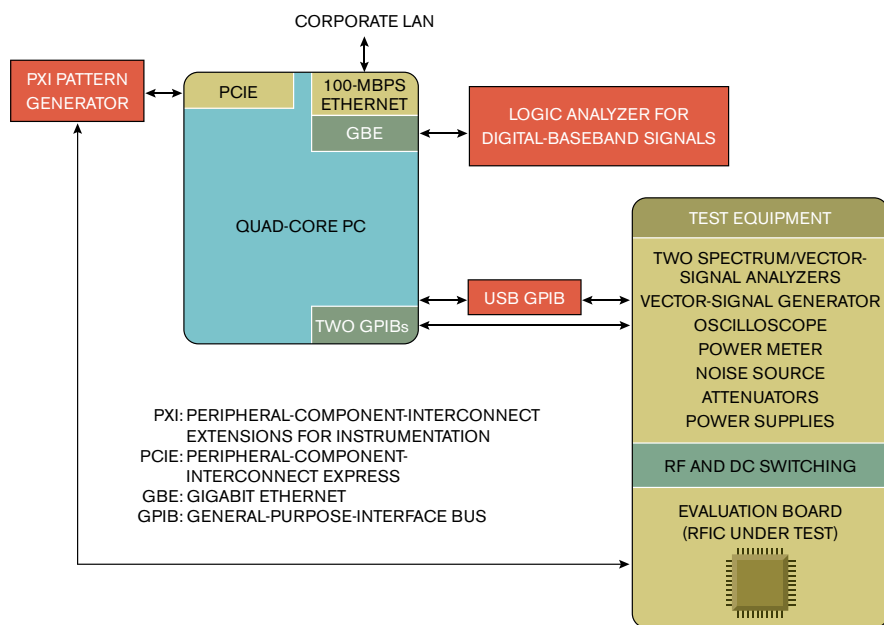 CORPORATE LAN
PXI PATTERN
GENERATOR
PCIE
100-MBPS
ETHERNET
GBE
LOGIC ANALYZER FOR
DIGITAL-BASEBAND SIGNALS
QUAD-CORE PC
TWO GPIBs
USB GPIB
TEST EQUIPMENT
TWO SPECTRUM/VECTOR-
SIGNAL ANALYZERS
VECTOR-SIGNAL GENERATOR
OSCILLOSCOPE
POWER METER
NOISE SOURCE
ATTENUATORS
POWER SUPPLIES
RF AND DC SWITCHING
EVALUATION BOARD
(RFIC UNDER TEST)
PXI: PERIPHERAL-COMPONENT-INTERCONNECT
EXTENSIONS FOR INSTRUMENTATION
PCIE: PERIPHERAL-COMPONENT-
INTERCONNECT EXPRESS
GBE: GIGABIT ETHERNET
GPIB: GENERAL-PURPOSE-INTERFACE BUS